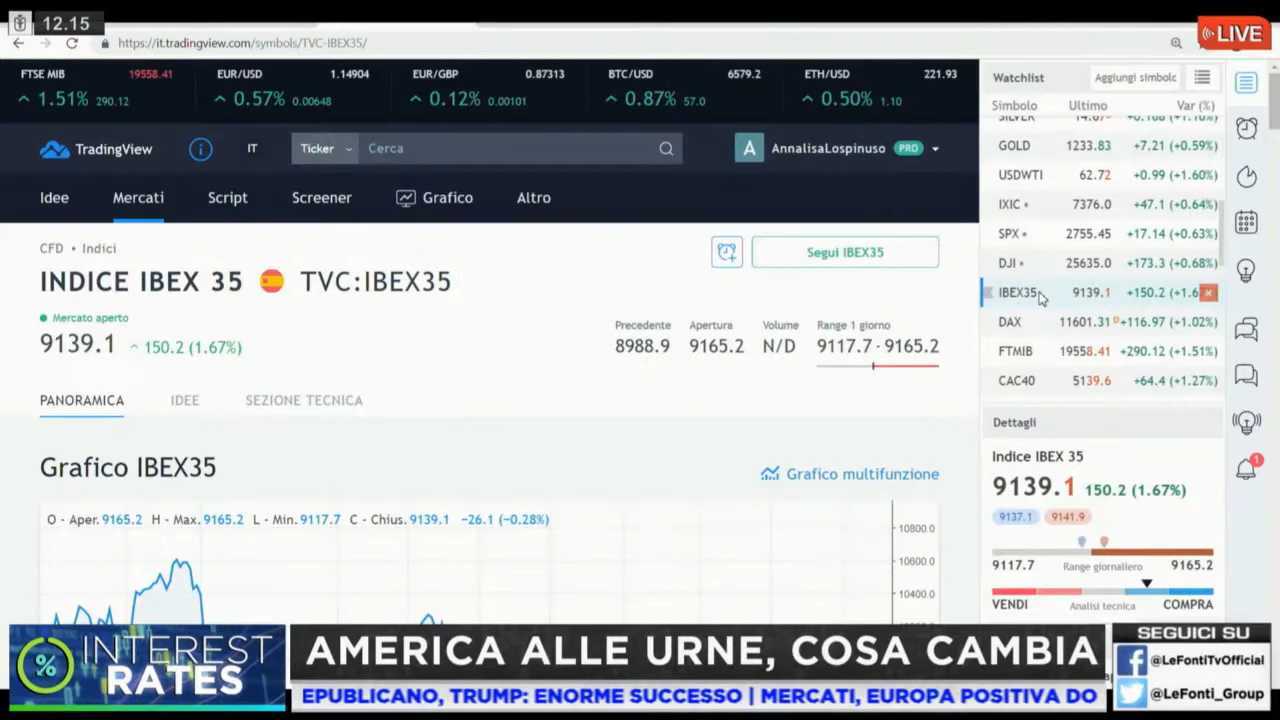 12.15
LIVE
https://it.tradingview.com/symbols/TVC-IBEX35/
FTSE MIB 19558.41
1.51% 290.12
EUR/USD 1.14904
0.57% 0.00648
EUR/GBP 0.87313
0.12% 0.00101
BTC/USD 6579.2
0.87% 57.0
ETH/USD 221.93
0.50% 1.10
TradingView
IT
Ticker
Cerca
A AnnalisaLospinuso PRO
Idee
Mercati
Script
Screener
Grafico
Altro
CFD • Indici
INDICE IBEX 35 TVC:IBEX35
Segui IBEX35
Mercato aperto
9139.1 150.2 (1.67%)
Precedente
8988.9
Apertura
9165.2
Volume
N/D
Range 1 giorno
9117.7 - 9165.2
PANORAMICA
IDEE
SEZIONE TECNICA
Grafico IBEX35
Grafico multifunzione
O - Aper. 9165.2 H - Max. 9165.2 L - Min. 9117.7 C - Chius. 9139.1 −26.1 (−0.28%)
10800.0
10600.0
10400.0
Watchlist
Aggiungi simbolc
Simbolo Ultimo Var (%)
GOLD 1233.83 +7.21 (+0.59%)
USDWTI 62.72 +0.99 (+1.60%)
IXIC 7376.0 +47.1 (+0.64%)
SPX 2755.45 +17.14 (+0.63%)
DJI 25635.0 +173.3 (+0.68%)
IBEX35 9139.1 +150.2 (+1.6
DAX 11601.31 D +116.97 (+1.02%)
FTMIB 19558.41 +290.12 (+1.51%)
CAC40 5139.6 +64.4 (+1.27%)
Dettagli
Indice IBEX 35
9139.1 150.2 (1.67%)
9137.1 9141.9
9117.7 Range giornaliero 9165.2
VENDI Analisi tecnica COMPRA
1
INTEREST
RATES
AMERICA ALLE URNE, COSA CAMBIA
EPUBLICANO, TRUMP: ENORME SUCCESSO | MERCATI, EUROPA POSITIVA DO
SEGUICI SU
@LeFontiTvOfficial
@LeFonti_Group